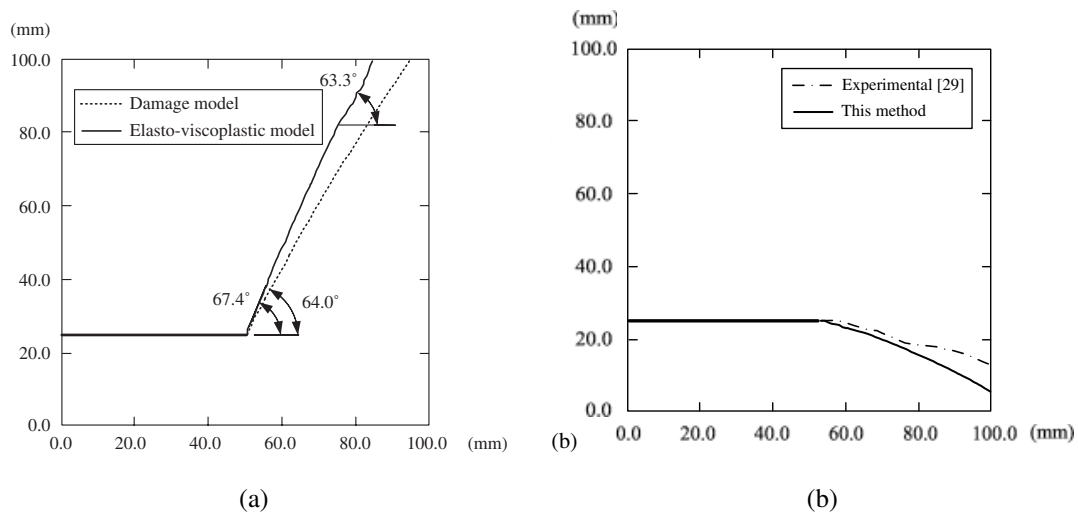 (mm)
100.0
80.0
60.0
40.0
20.0
0.0
0.0 20.0 40.0 60.0 80.0 100.0 (mm)
Damage model
Elasto-viscoplastic model
63.3°
67.4°
64.0°
(a)
(mm)
100.0
80.0
60.0
40.0
20.0
0.0
(b)
0.0 20.0 40.0 60.0 80.0 100.0 (mm)
Experimental [29]
This method
(b)